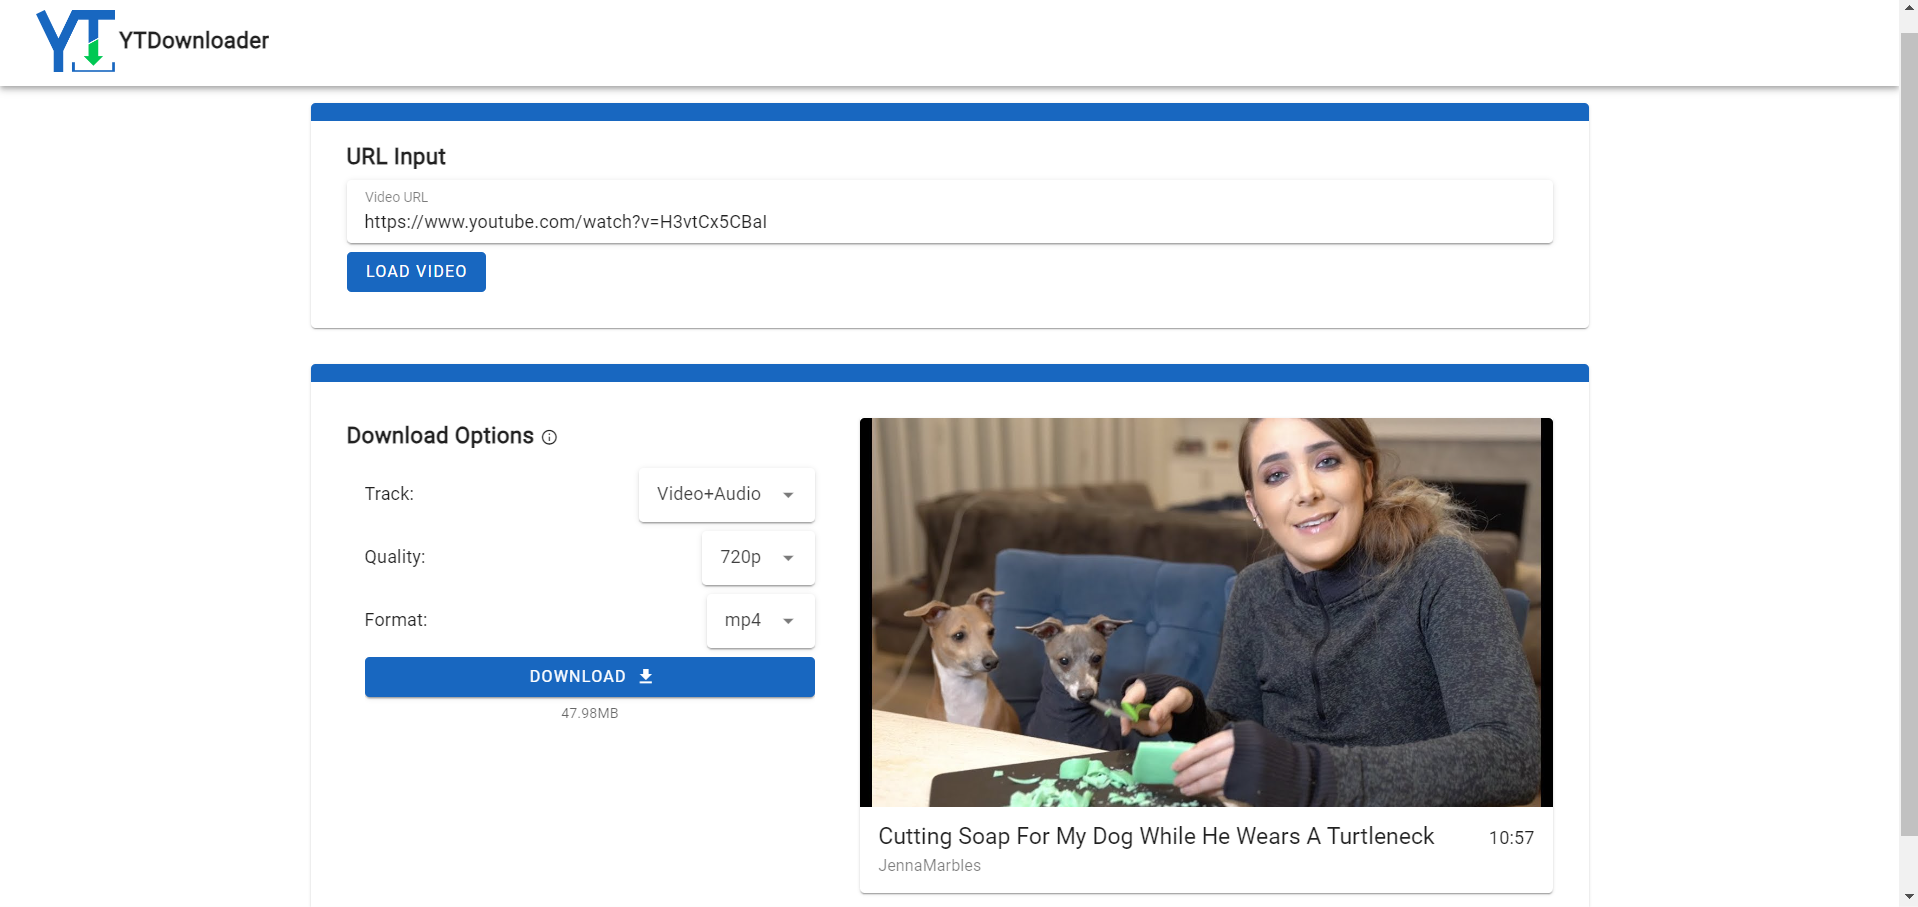 YT YTDownloader
URL Input
Video URL
https://www.youtube.com/watch?v=H3vtCx5CBaI
LOAD VIDEO
Download Options
Track:
Video+Audio
Quality:
720p
Format:
mp4
DOWNLOAD
47.98MB
Cutting Soap For My Dog While He Wears A Turtleneck
10:57
JennaMarbles